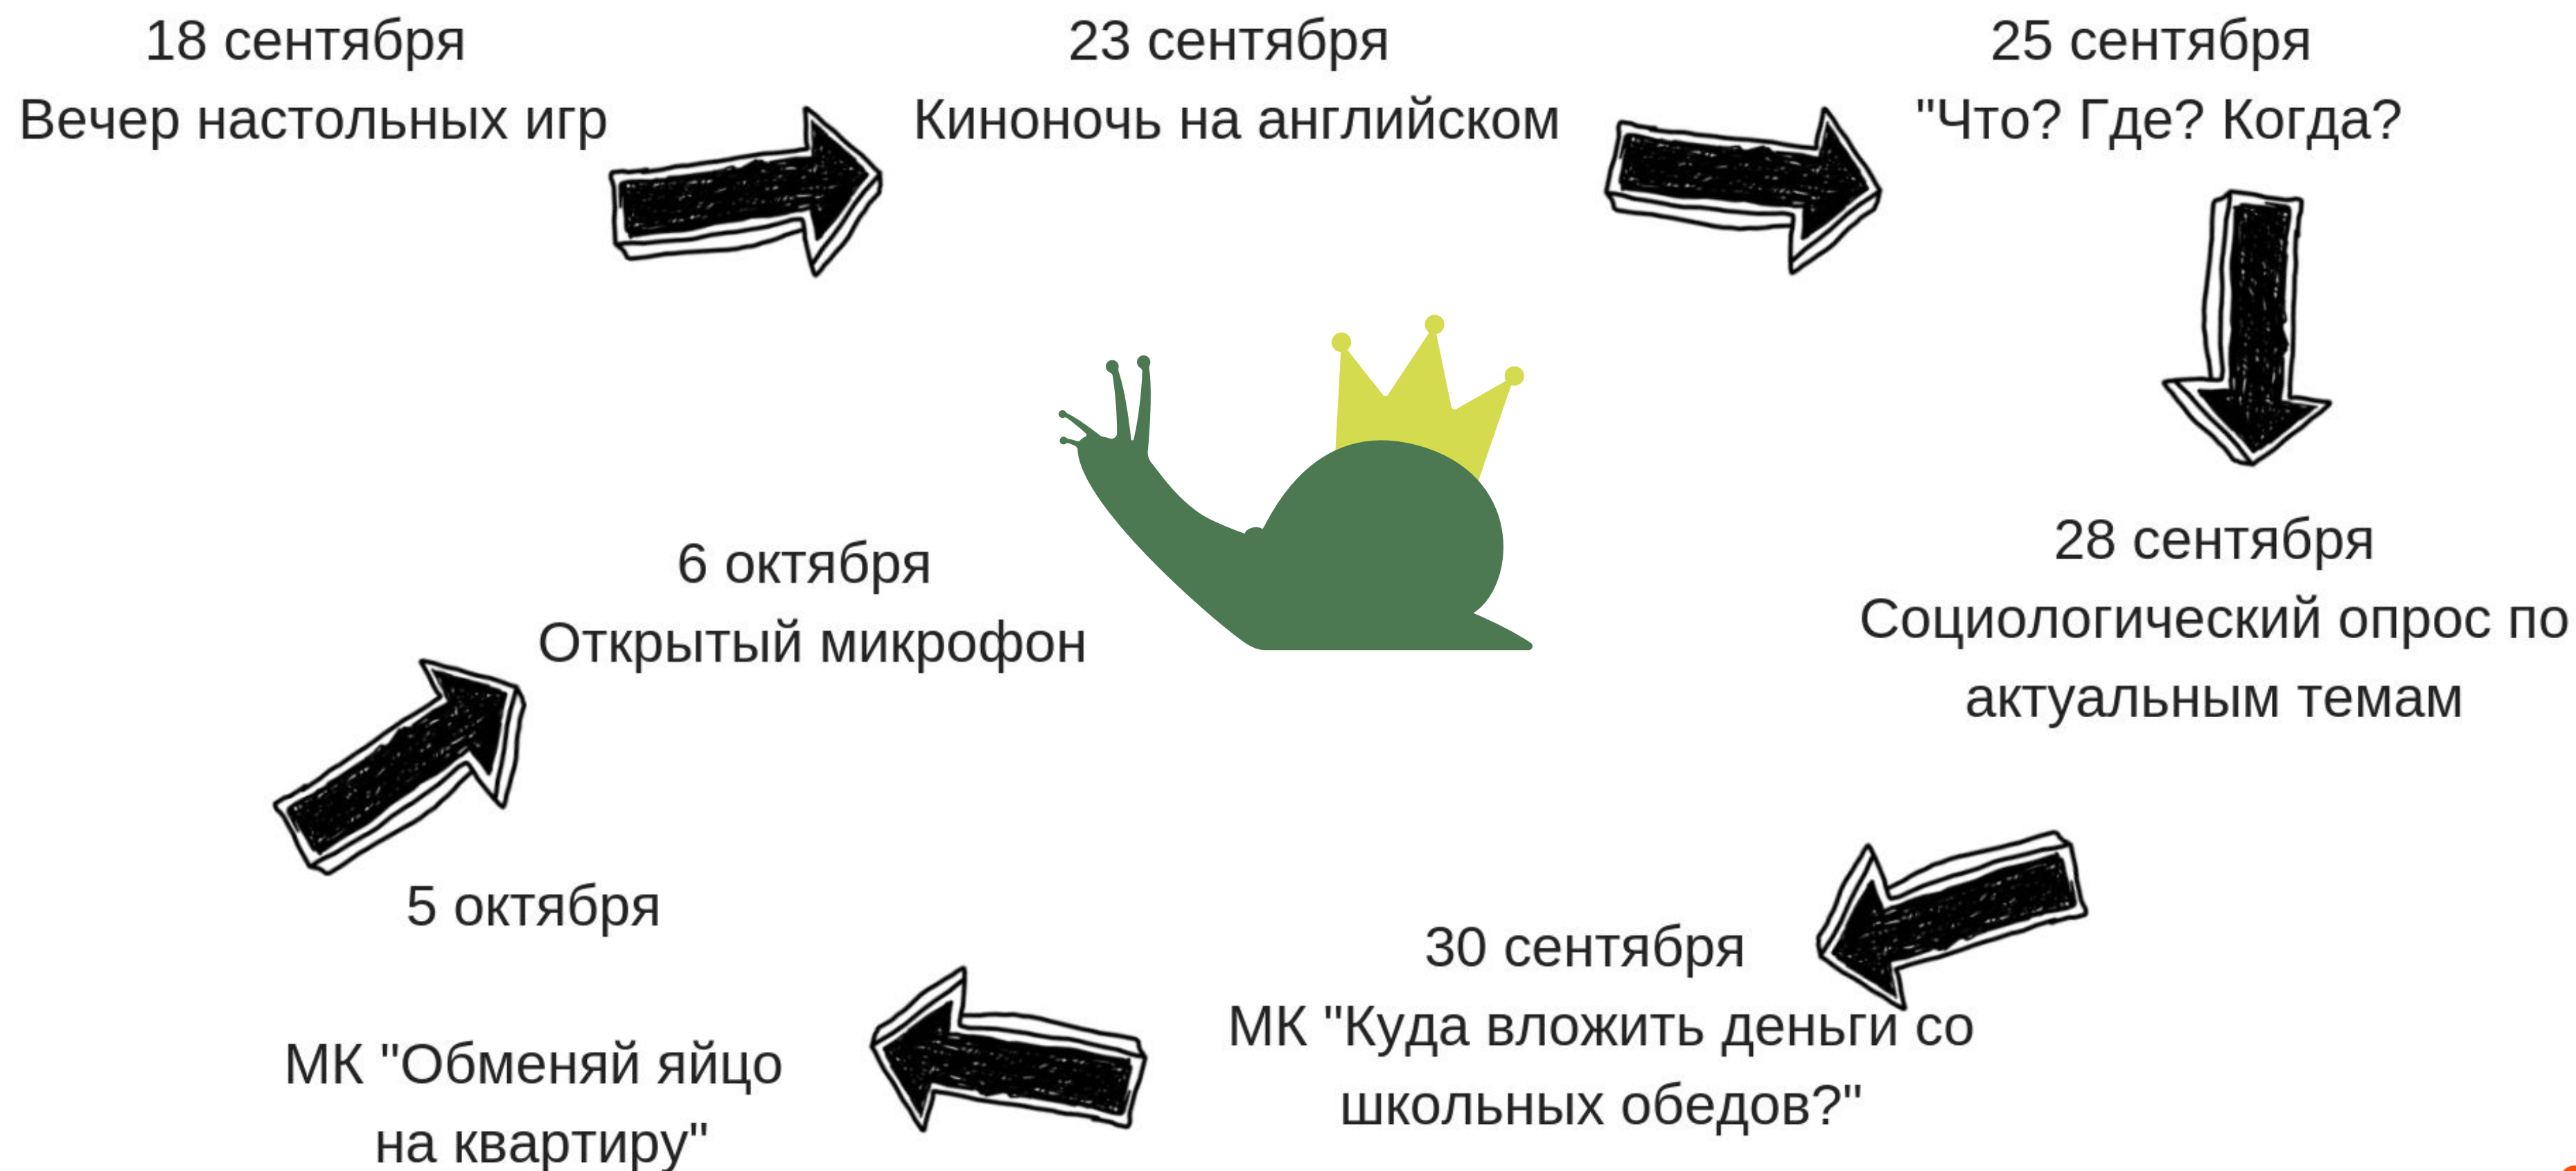 18 сентября
Вечер настольных игр
23 сентября
Киноночь на английском
25 сентября
"Что? Где? Когда?
28 сентября
Социологический опрос по
актуальным темам
30 сентября
МК "Куда вложить деньги со
школьных обедов?"
5 октября
МК "Обменяй яйцо
на квартиру"
6 октября
Открытый микрофон